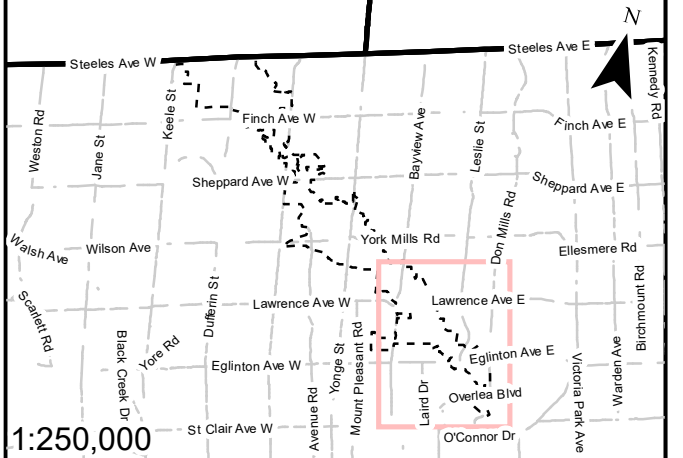 N
Steeles Ave W
Steeles Ave E
Kennedy Rd
Weston Rd
Jane St
Keele St
Finch Ave W
Bayview Ave
Leslie St
Finch Ave E
Sheppard Ave W
Sheppard Ave E
Don Mills Rd
Walsh Ave
Wilson Ave
York Mills Rd
Ellesmere Rd
Scarlett Rd
Dufferin St
Lawrence Ave W
Lawrence Ave E
Birchmount Rd
Black Creek Dr
Yore Rd
Eglinton Ave W
Yonge St
Mount Pleasant Rd
Eglinton Ave E
Victoria Park Ave
Warden Ave
Avenue Rd
Laird Dr
Overlea Blvd
St Clair Ave W
O'Connor Dr
1:250,000